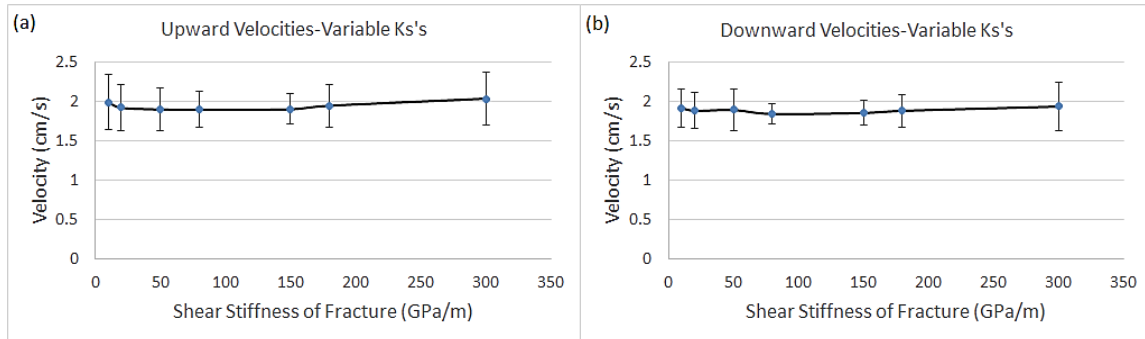 (a)
Upward Velocities-Variable Ks's
Velocity (cm/s)
2.5
2
1.5
1
0.5
0
0 50 100 150 200 250 300 350
Shear Stiffness of Fracture (GPa/m)
(b)
Downward Velocities-Variable Ks's
Velocity (cm/s)
2.5
2
1.5
1
0.5
0
0 50 100 150 200 250 300 350
Shear Stiffness of Fracture (GPa/m)